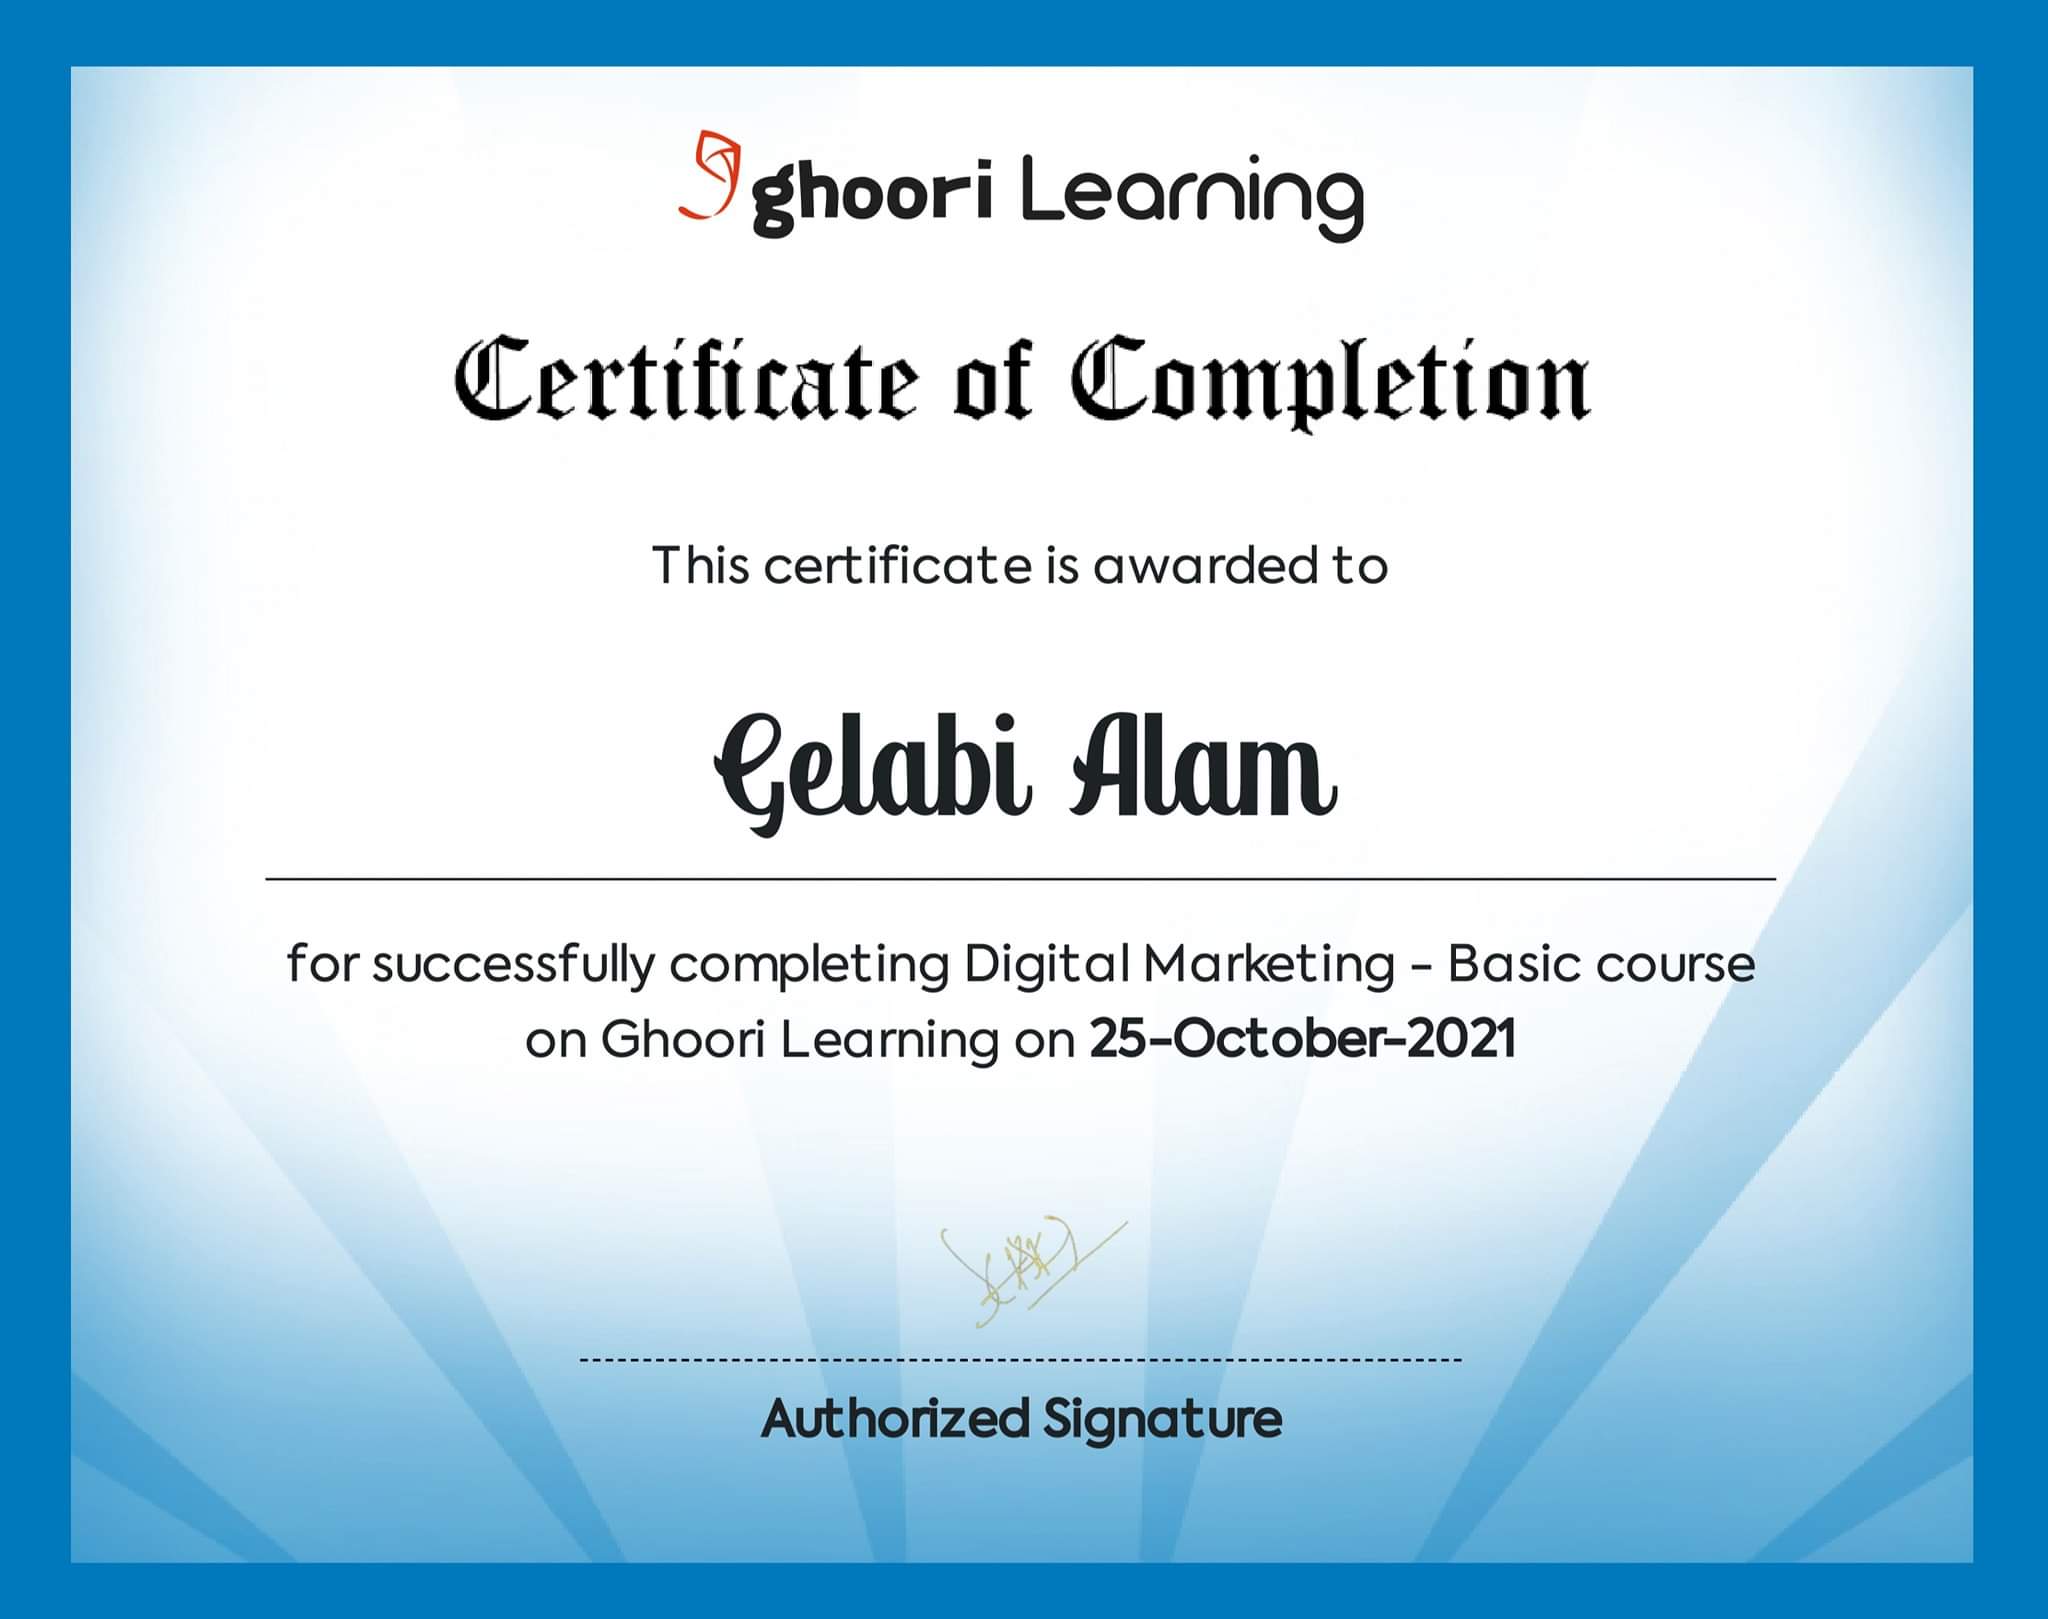 ghoori Learning
Certificate of Completion
This certificate is awarded to
Gelabi Alam
for successfully completing Digital Marketing - Basic course
on Ghoori Learning on 25-October-2021
Authorized Signature